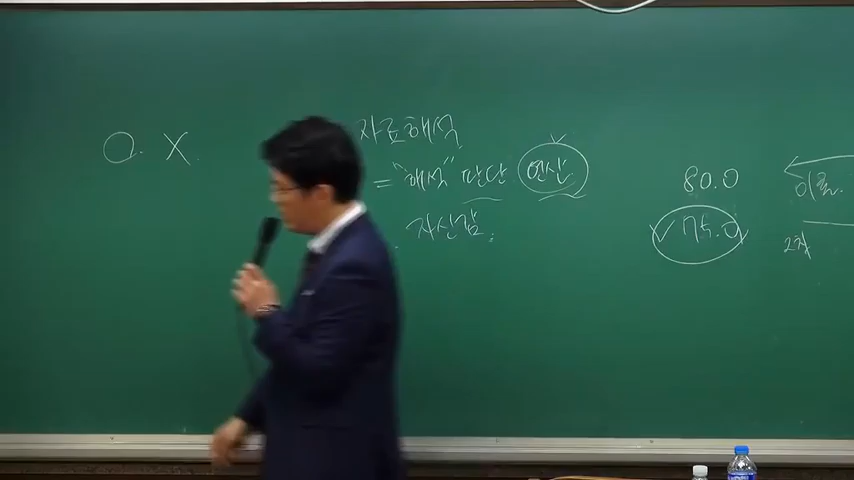 O. X.
자료해석
= "해석" 판단 연산
자신감.
80.0
75.0
이론.
2차